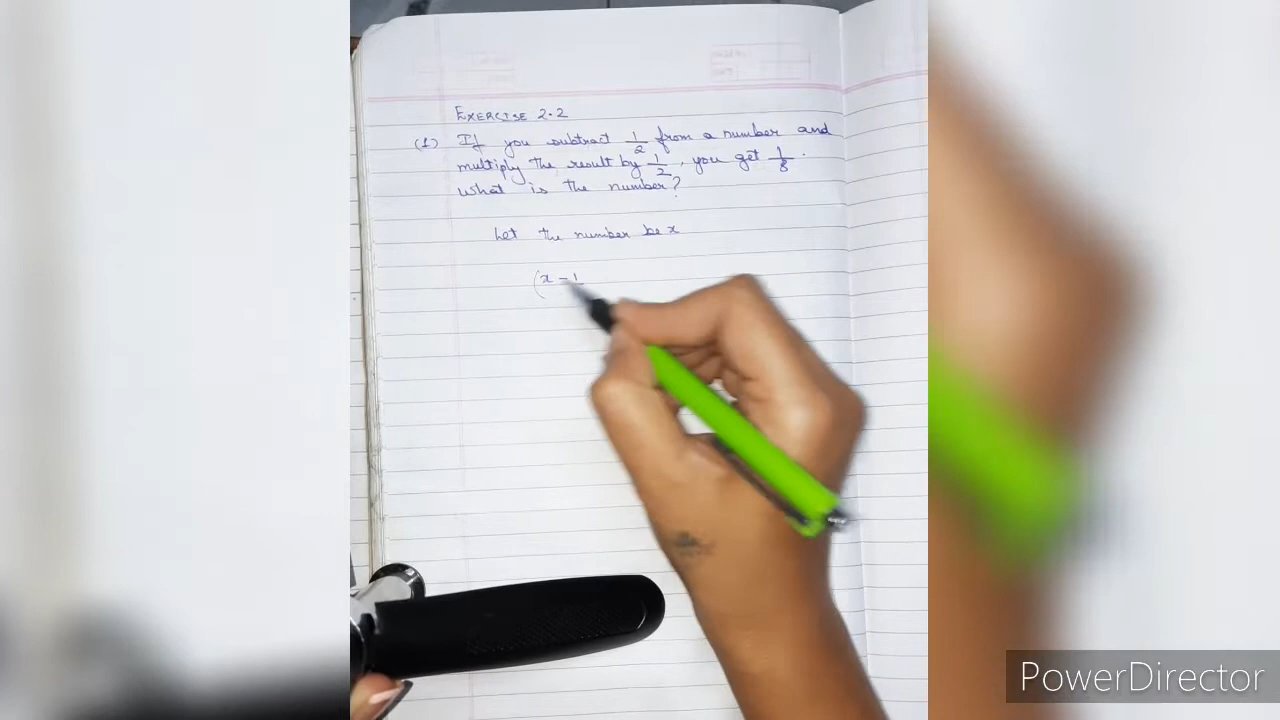 EXERCISE 2.2
(1) If you subtract 1/2 from a number and
multiply the result by 1/2, you get 1/8.
what is the number?
Let the number be x
(x - 1
PowerDirector